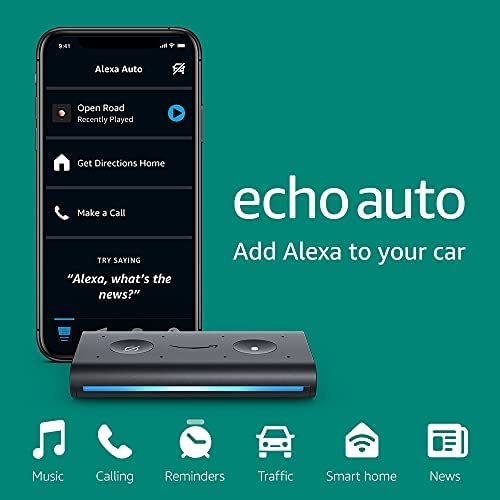 9:41
Alexa Auto
Open Road
Recently Played
Get Directions Home
Make a Call
TRY SAYING
“Alexa, what’s the
news?”
echo auto
Add Alexa to your car
Music
Calling
Reminders
Traffic
Smart home
News